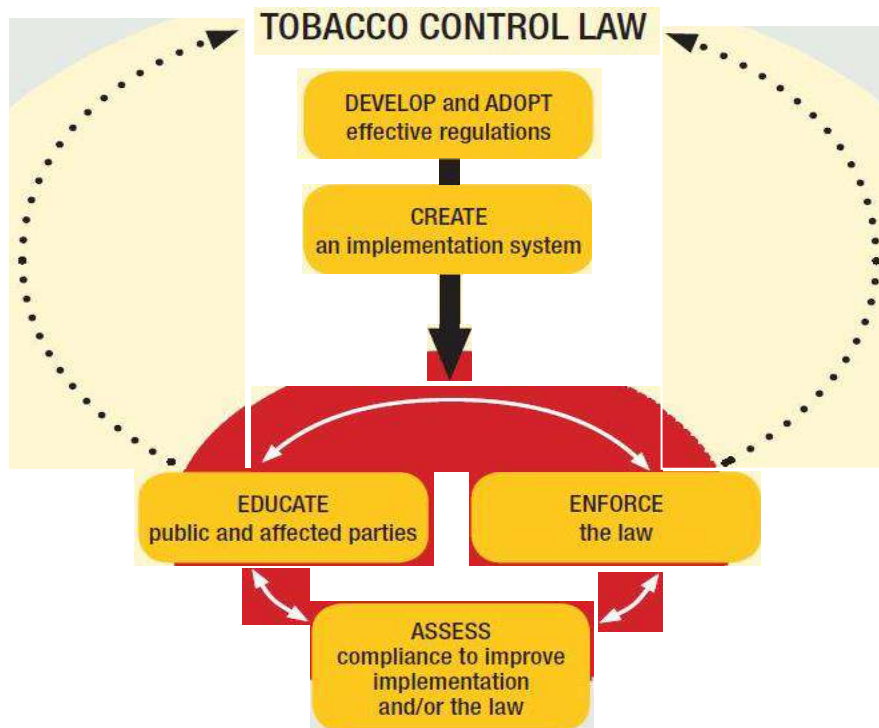 TOBACCO CONTROL LAW
DEVELOP and ADOPT
effective regulations
CREATE
an implementation system
EDUCATE
public and affected parties
ENFORCE
the law
ASSESS
compliance to improve
implementation
and/or the law